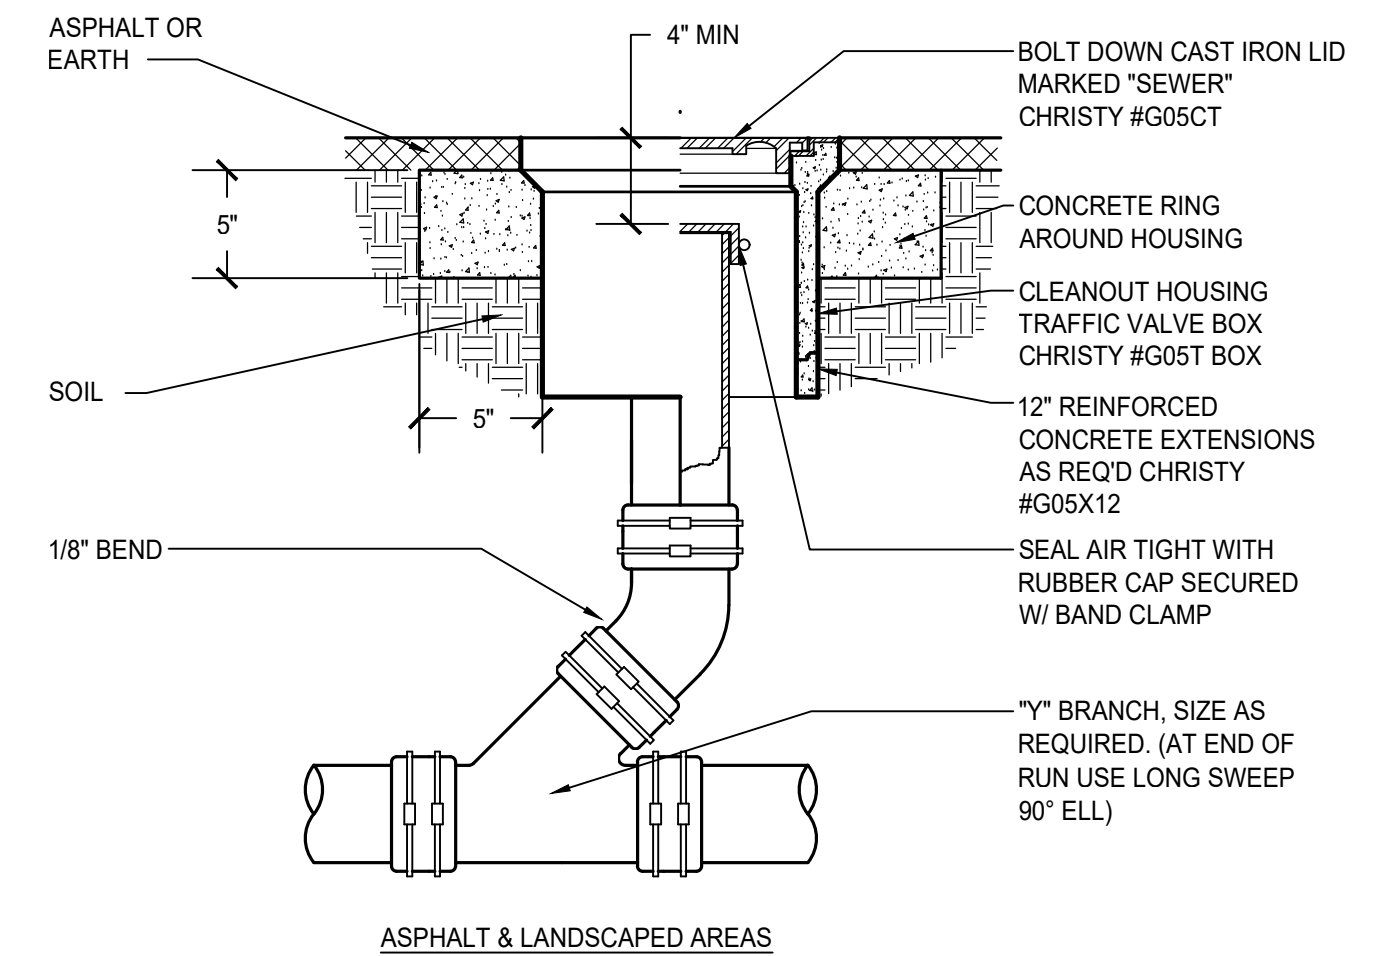 ASPHALT OR
EARTH
4" MIN
BOLT DOWN CAST IRON LID
MARKED "SEWER"
CHRISTY #G05CT
5"
CONCRETE RING
AROUND HOUSING
CLEANOUT HOUSING
TRAFFIC VALVE BOX
CHRISTY #G05T BOX
SOIL
5"
12" REINFORCED
CONCRETE EXTENSIONS
AS REQ'D CHRISTY
#G05X12
1/8" BEND
SEAL AIR TIGHT WITH
RUBBER CAP SECURED
W/ BAND CLAMP
"Y" BRANCH, SIZE AS
REQUIRED. (AT END OF
RUN USE LONG SWEEP
90° ELL)
ASPHALT & LANDSCAPED AREAS